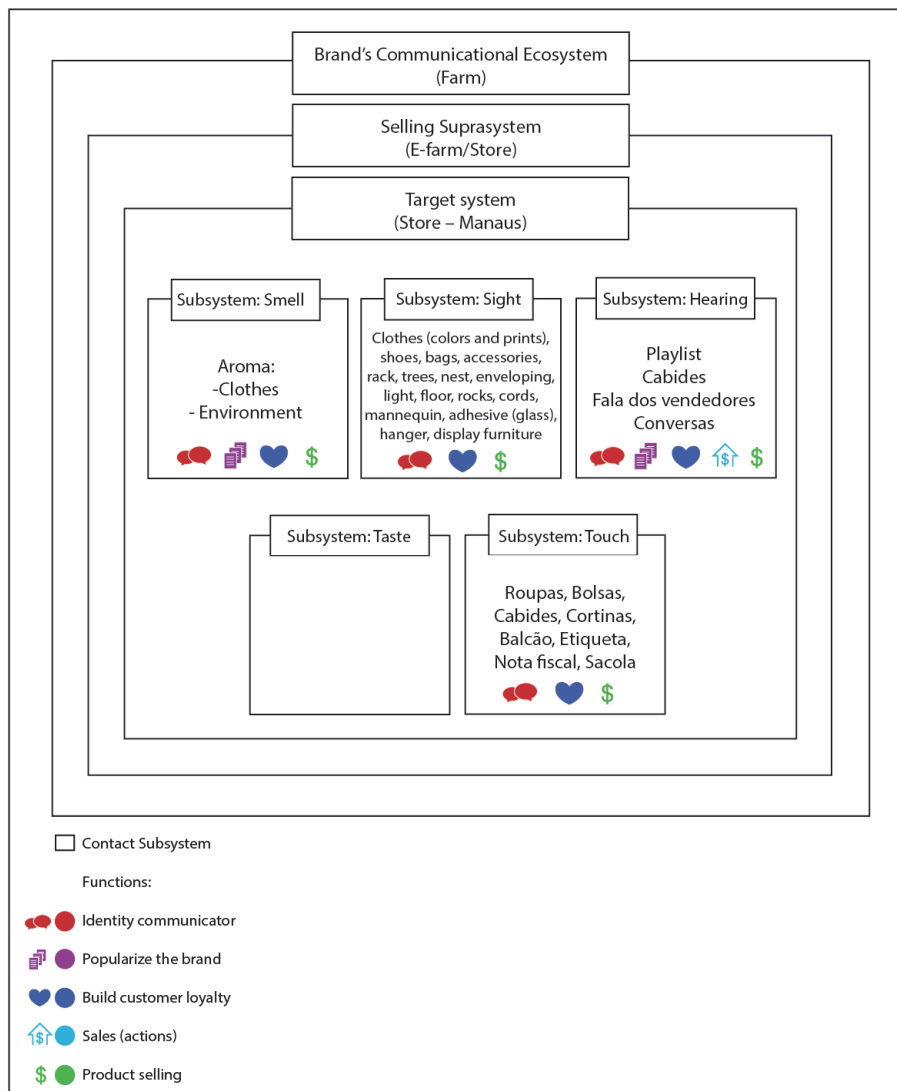 Brand's Communicational Ecosystem
(Farm)
Selling Suprasystem
(E-farm/Store)
Target system
(Store – Manaus)
Subsystem: Smell
Aroma:
-Clothes
- Environment
$
Subsystem: Sight
Clothes (colors and prints),
shoes, bags, accessories,
rack, trees, nest, enveloping,
light, floor, rocks, cords,
mannequin, adhesive (glass),
hanger, display furniture
$
Subsystem: Hearing
Playlist
Cabides
Fala dos vendedores
Conversas
$ $
Subsystem: Taste
Subsystem: Touch
Roupas, Bolsas,
Cabides, Cortinas,
Balcão, Etiqueta,
Nota fiscal, Sacola
$
Contact Subsystem
Functions:
Identity communicator
Popularize the brand
Build customer loyalty
$ Sales (actions)
$ Product selling